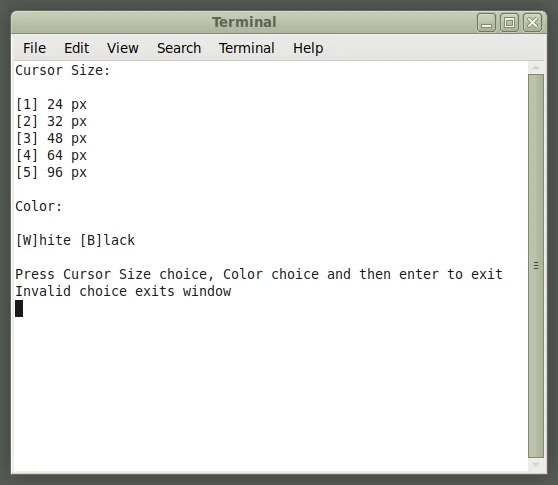 Terminal
File Edit View Search Terminal Help
Cursor Size:
[1] 24 px
[2] 32 px
[3] 48 px
[4] 64 px
[5] 96 px
Color:
[W]hite [B]lack
Press Cursor Size choice, Color choice and then enter to exit
Invalid choice exits window